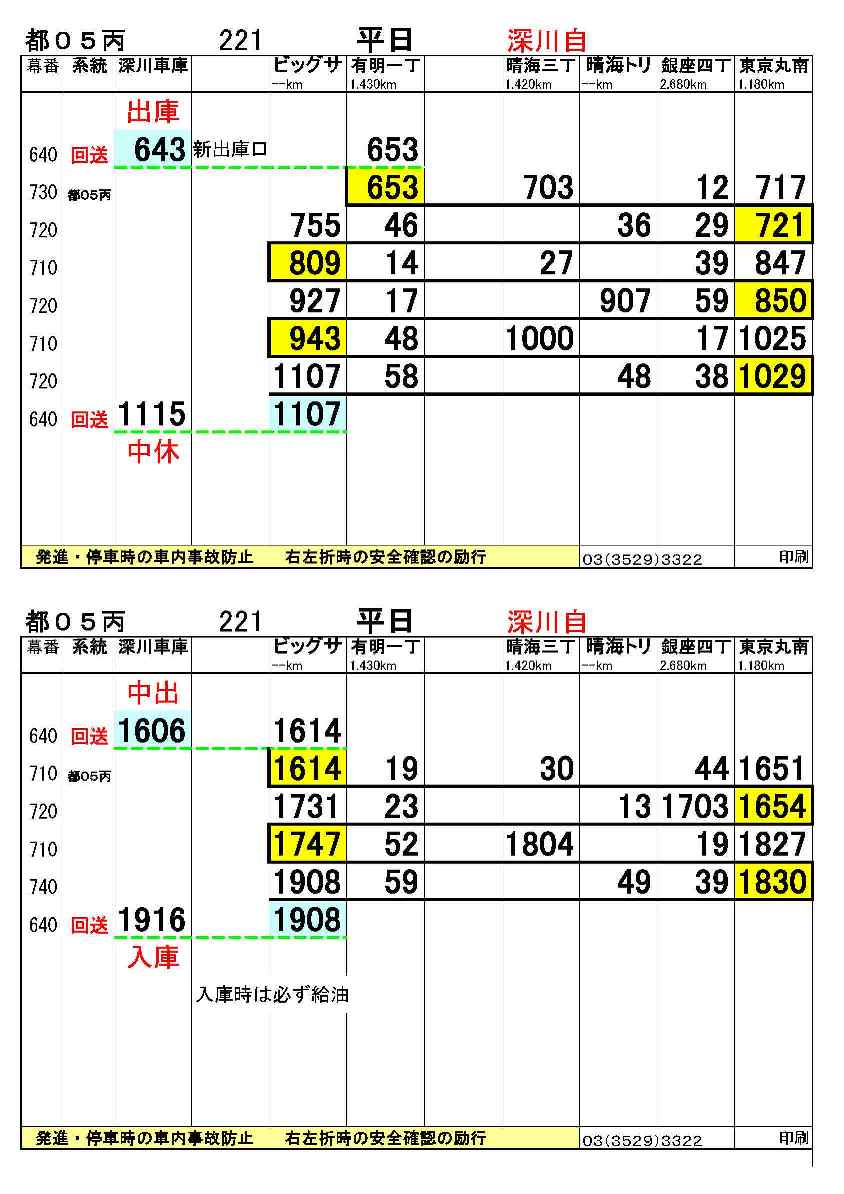 都０５丙 221 平日 深川自
幕番 系統 深川車庫 ビッグサ 有明一丁 晴海三丁 晴海トリ 銀座四丁 東京丸南
--km 1.430km 1.420km --km 2.680km 1.180km
出庫
640 回送 643 新出庫口 653
730 都０５丙 653 703 12 717
720 755 46 36 29 721
710 809 14 27 39 847
720 927 17 907 59 850
710 943 48 1000 17 1025
720 1107 58 48 38 1029
640 回送 1115 1107
中休
発進・停車時の車内事故防止 右左折時の安全確認の励行 03(3529)3322 印刷
都０５丙 221 平日 深川自
幕番 系統 深川車庫 ビッグサ 有明一丁 晴海三丁 晴海トリ 銀座四丁 東京丸南
--km 1.430km 1.420km --km 2.680km 1.180km
中出
640 回送 1606 1614
710 都０５丙 1614 19 30 44 1651
720 1731 23 13 1703 1654
710 1747 52 1804 19 1827
740 1908 59 49 39 1830
640 回送 1916 1908
入庫
入庫時は必ず給油
発進・停車時の車内事故防止 右左折時の安全確認の励行 03(3529)3322 印刷